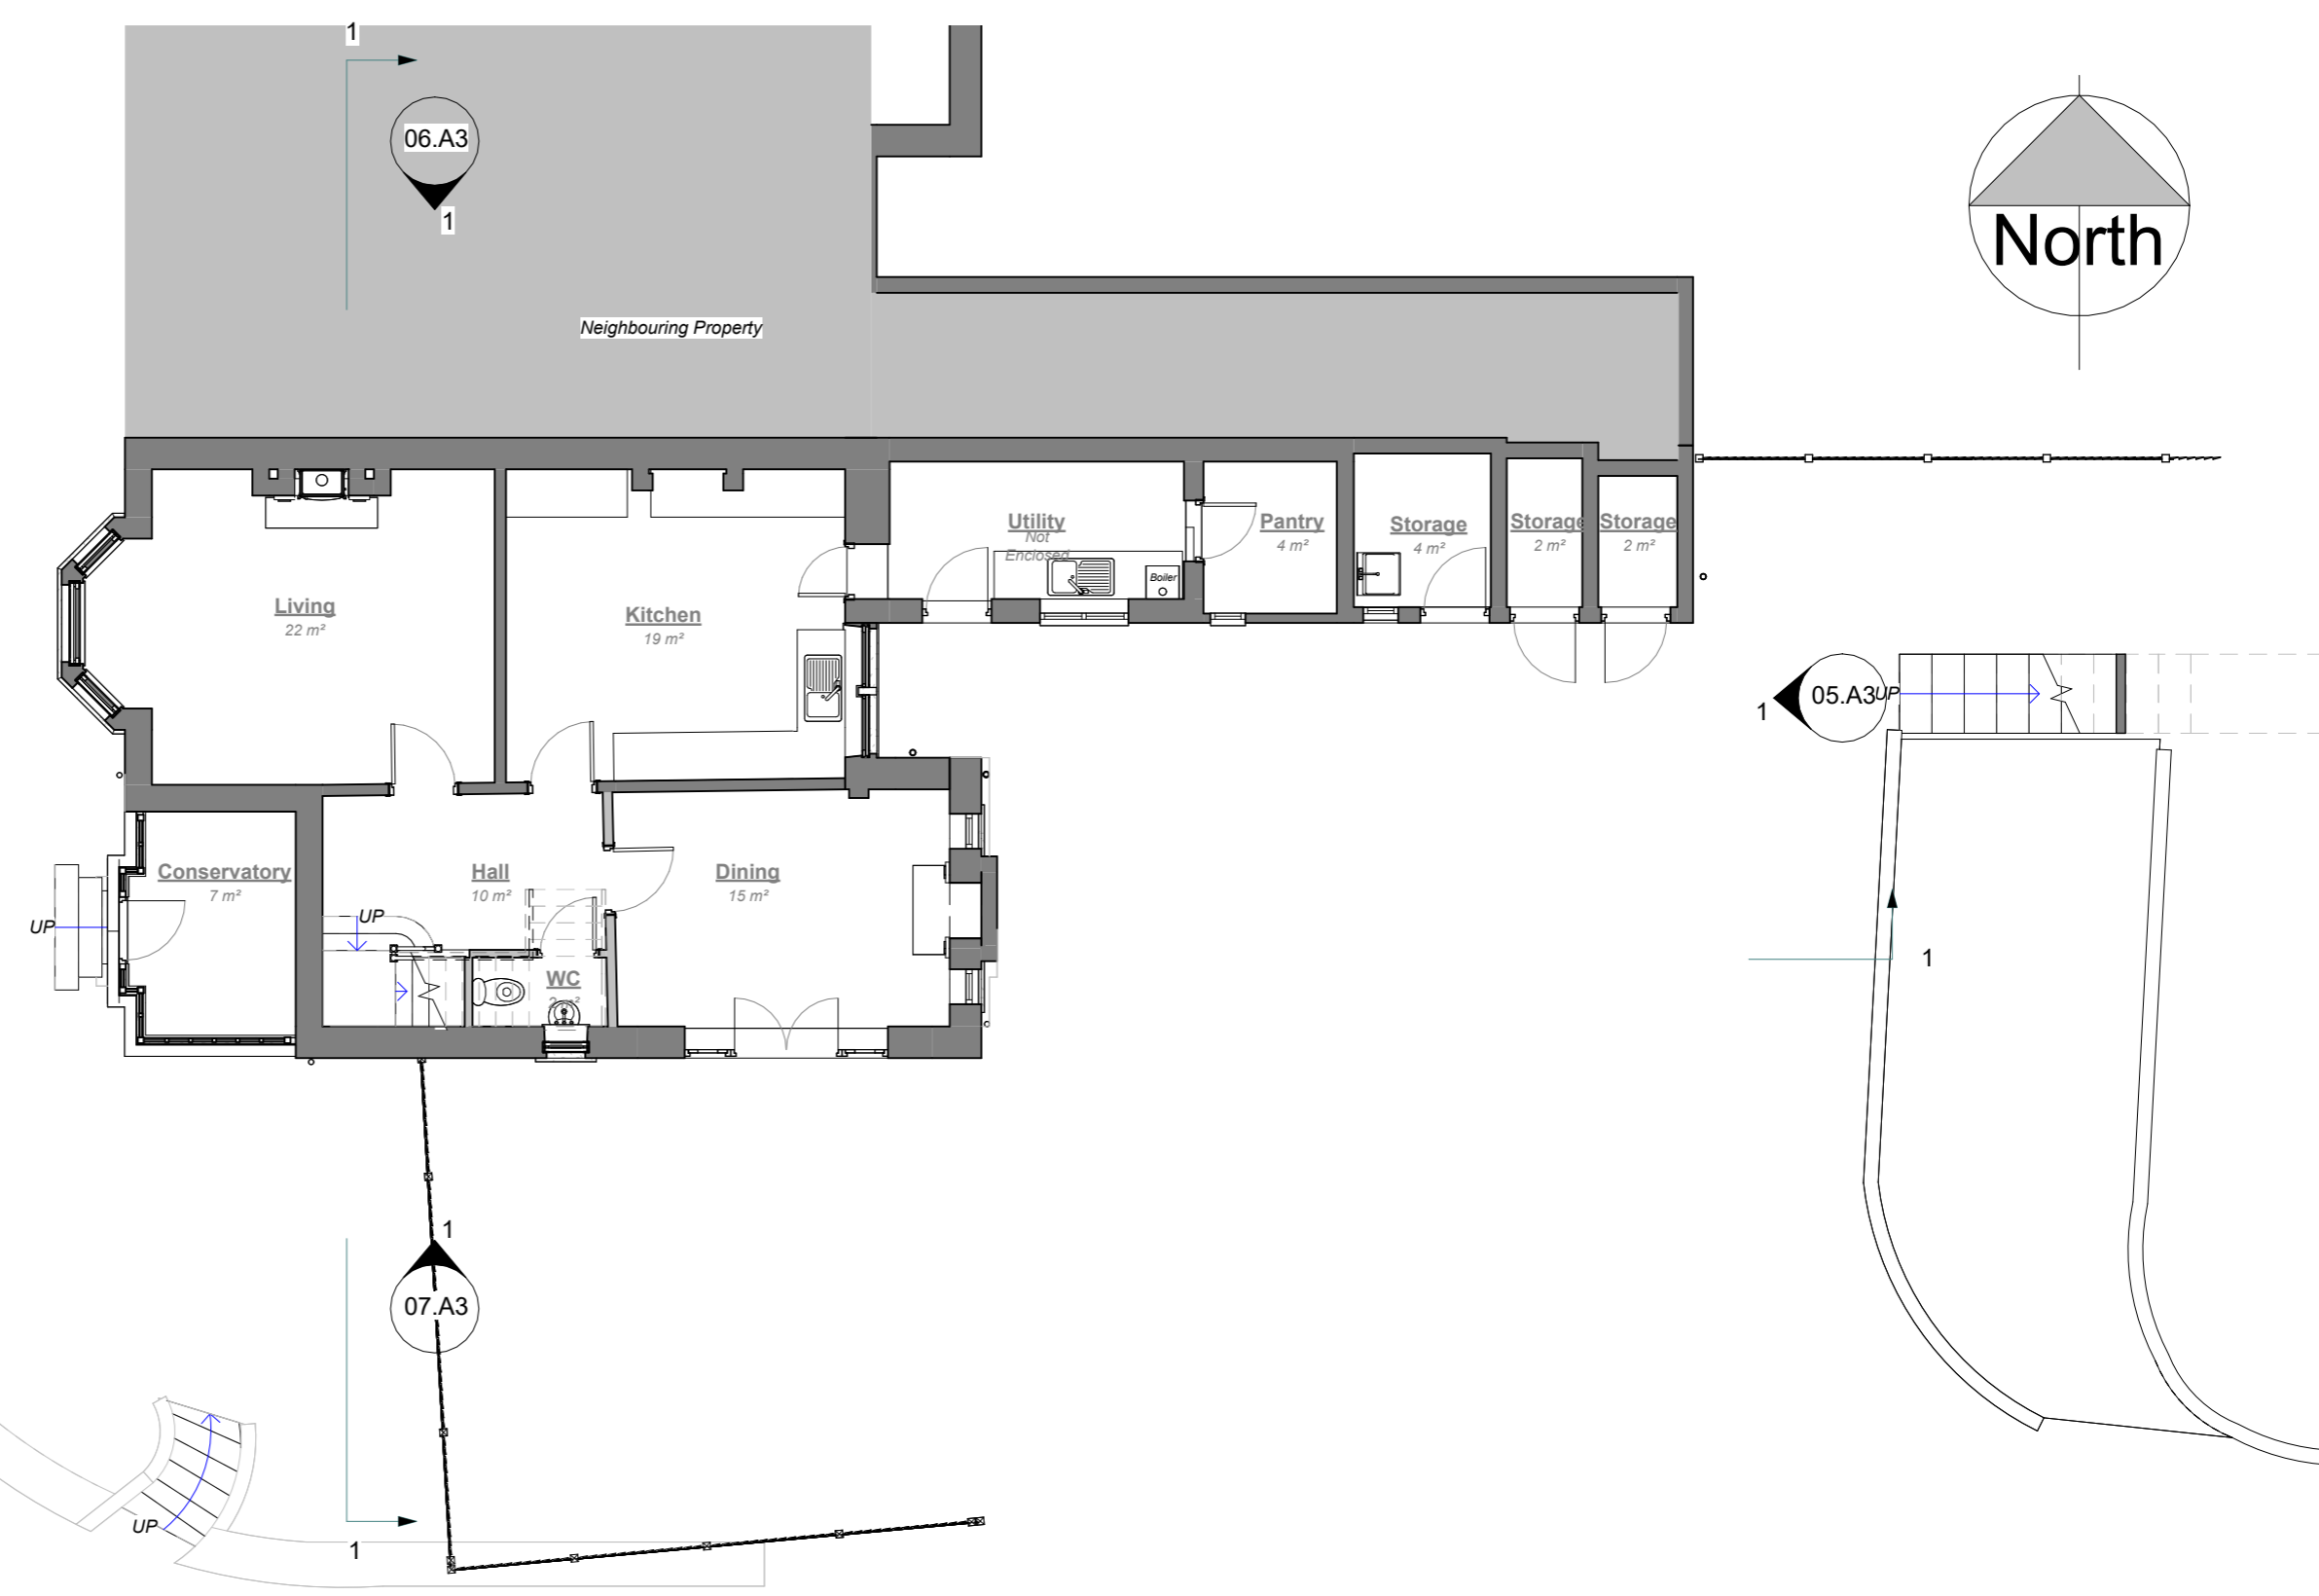 1
06.A3
1
North
Neighbouring Property
Utility
Not
Enclosed
Boiler
Pantry
4 m²
Storage
4 m²
Storage
2 m²
Storage
2 m²
Living
22 m²
Kitchen
19 m²
1
05.A3
UP
Conservatory
7 m²
UP
Hall
10 m²
UP
Dining
15 m²
WC
1
1
07.A3
UP
1